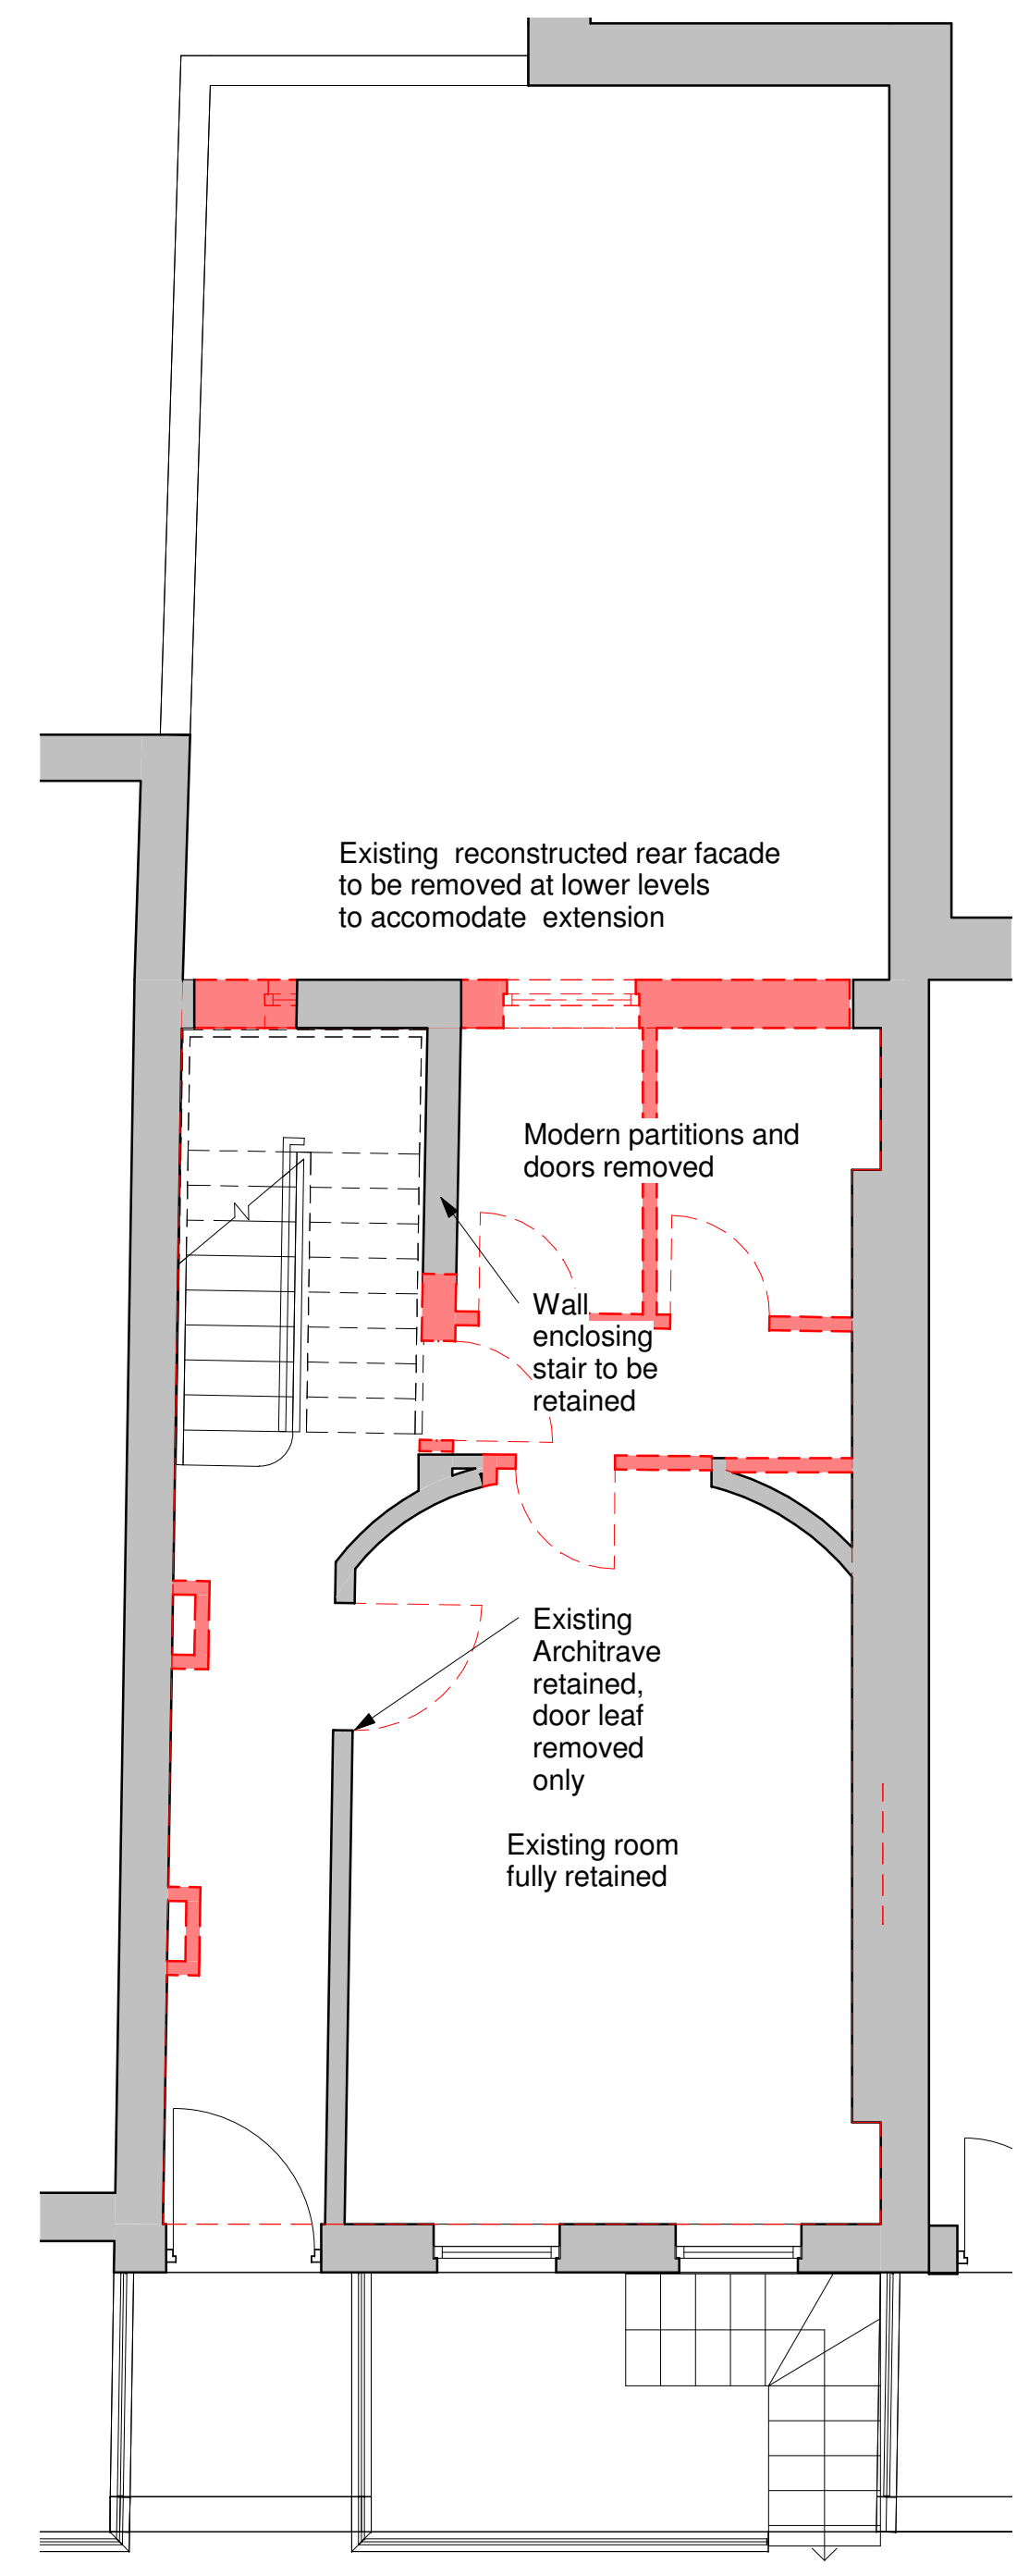 Existing reconstructed rear facade
to be removed at lower levels
to accomodate extension
Modern partitions and
doors removed
Wall
enclosing
stair to be
retained
Existing
Architrave
retained,
door leaf
removed
only
Existing room
fully retained